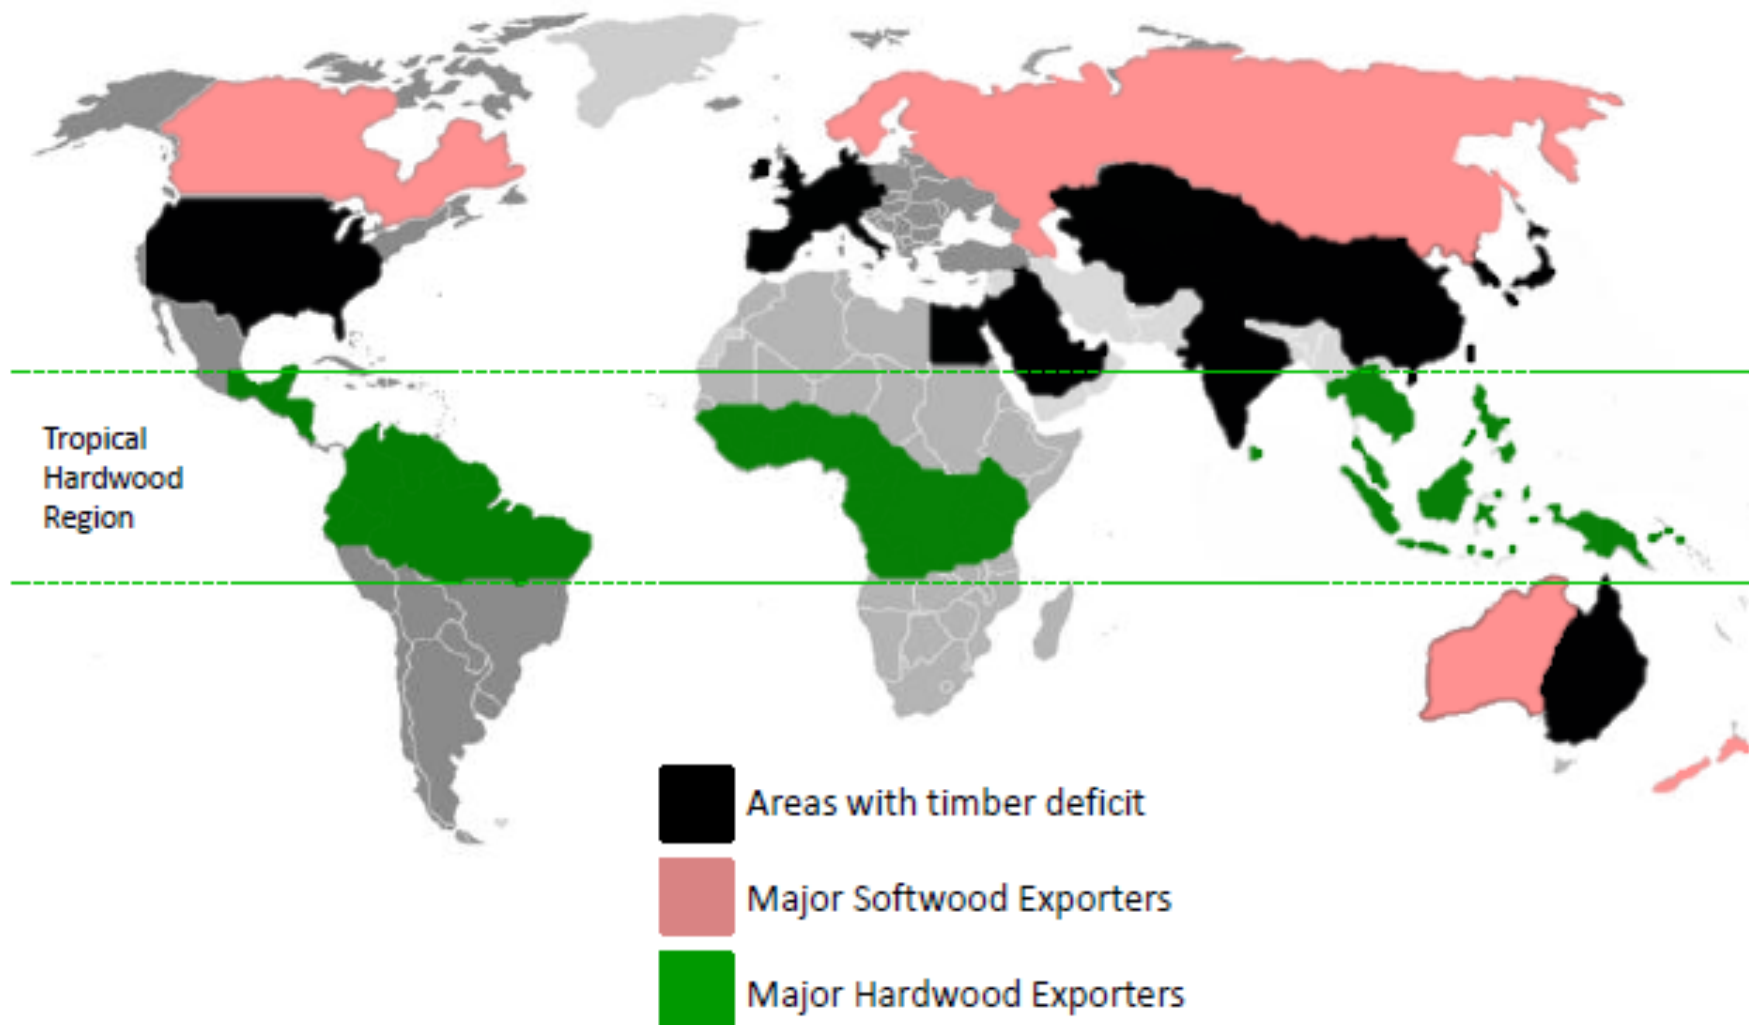 Tropical
Hardwood
Region
Areas with timber deficit
Major Softwood Exporters
Major Hardwood Exporters